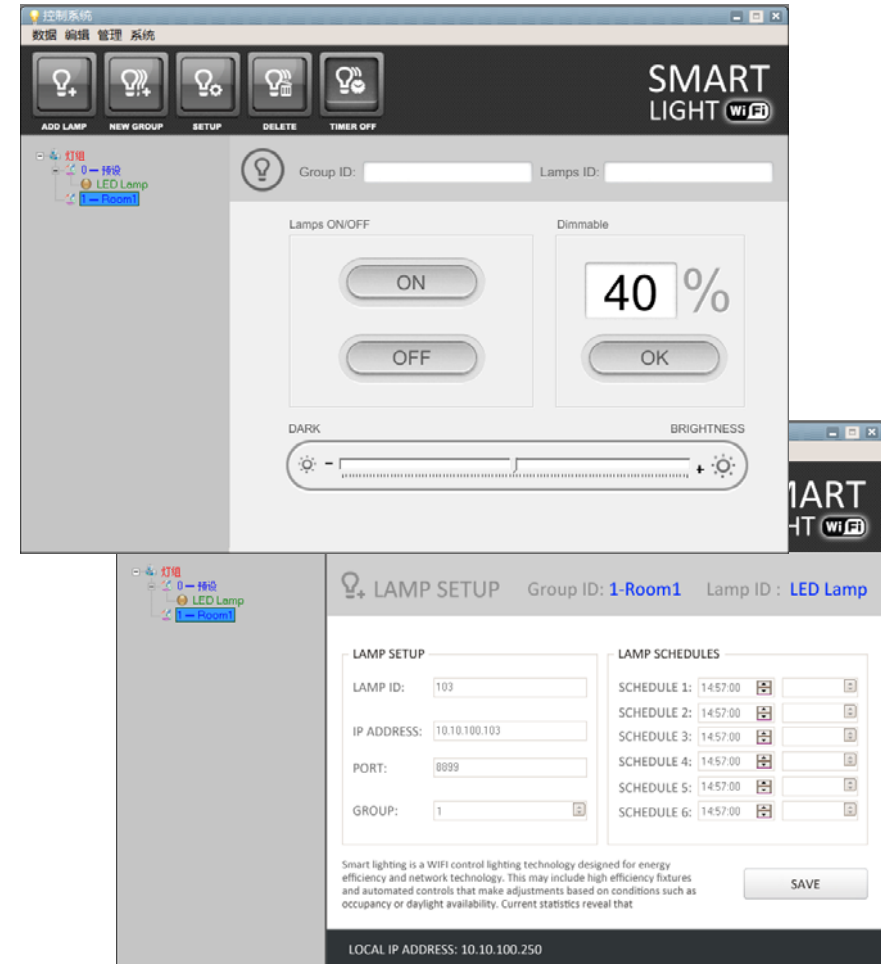 控制系统
数据 编辑 管理 系统
ADD LAMP NEW GROUP SETUP DELETE TIMER OFF
SMART
LIGHT WiFi
灯组
0 — 预设
LED Lamp
1 — Room1
Group ID: Lamps ID:
Lamps ON/OFF Dimmable
ON
40 %
OFF OK
DARK BRIGHTNESS
- +
IART
HT WiFi
灯组
0 — 预设
LED Lamp
1 — Room1
LAMP SETUP Group ID: 1-Room1 Lamp ID : LED Lamp
LAMP SETUP
LAMP ID: 103
IP ADDRESS: 10.10.100.103
PORT: 8899
GROUP: 1
LAMP SCHEDULES
SCHEDULE 1: 14:57:00
SCHEDULE 2: 14:57:00
SCHEDULE 3: 14:57:00
SCHEDULE 4: 14:57:00
SCHEDULE 5: 14:57:00
SCHEDULE 6: 14:57:00
Smart lighting is a WIFI control lighting technology designed for energy
efficiency and network technology. This may include high efficiency fixtures
and automated controls that make adjustments based on conditions such as
occupancy or daylight availability. Current statistics reveal that
SAVE
LOCAL IP ADDRESS: 10.10.100.250